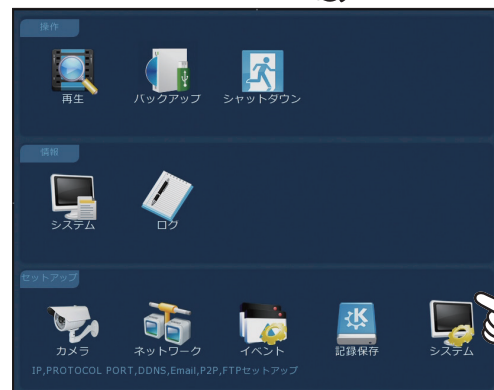 操作
再生
バックアップ
シャットダウン
情報
システム
ログ
セットアップ
カメラ
ネットワーク
イベント
記録保存
システム
IP,PROTOCOL PORT,DDNS,Email,P2P,FTPセットアップ